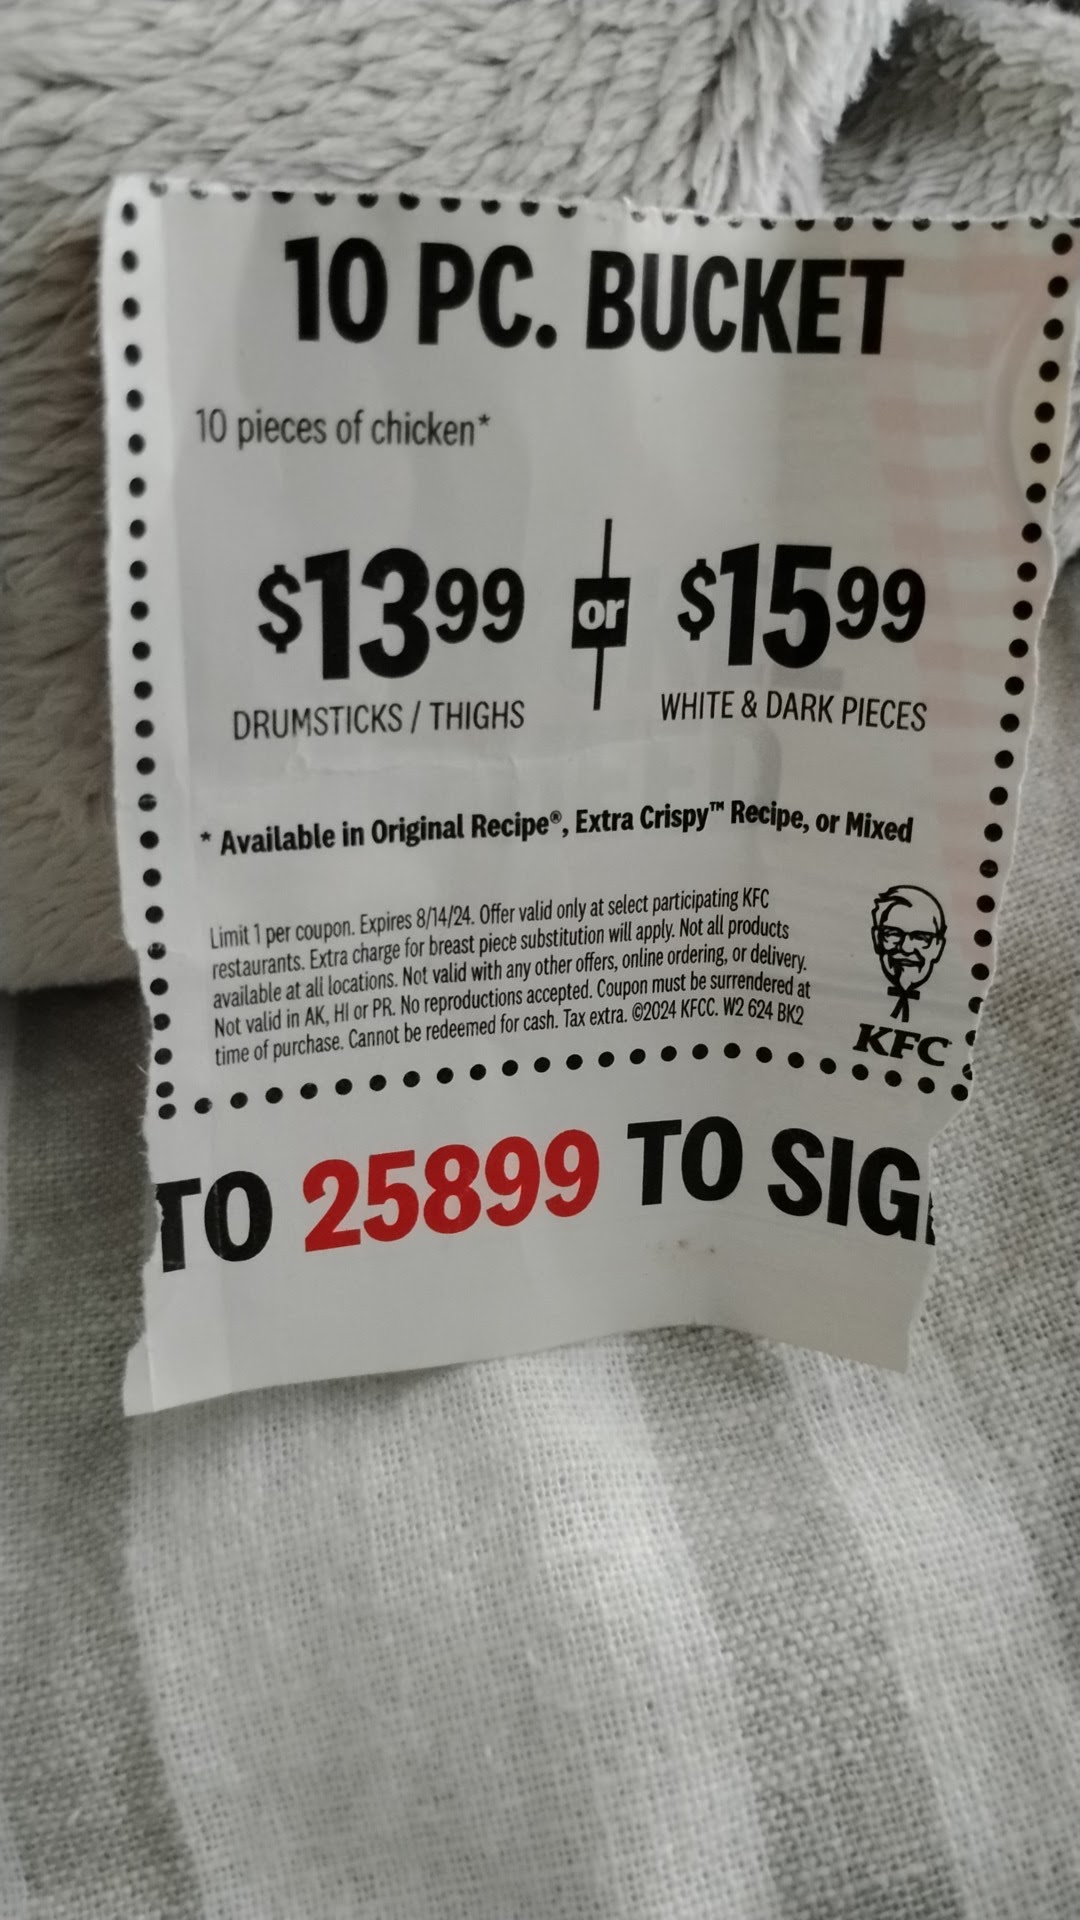 10 PC. BUCKET
10 pieces of chicken*
$13 99 or $15 99
DRUMSTICKS / THIGHS WHITE & DARK PIECES
* Available in Original Recipe®, Extra Crispy™ Recipe, or Mixed
Limit 1 per coupon. Expires 8/14/24. Offer valid only at select participating KFC
restaurants. Extra charge for breast piece substitution will apply. Not all products
available at all locations. Not valid with any other offers, online ordering, or delivery.
Not valid in AK, HI or PR. No reproductions accepted. Coupon must be surrendered at
time of purchase. Cannot be redeemed for cash. Tax extra. ©2024 KFCC. W2 624 BK2
KFC
TO 25899 TO SIG